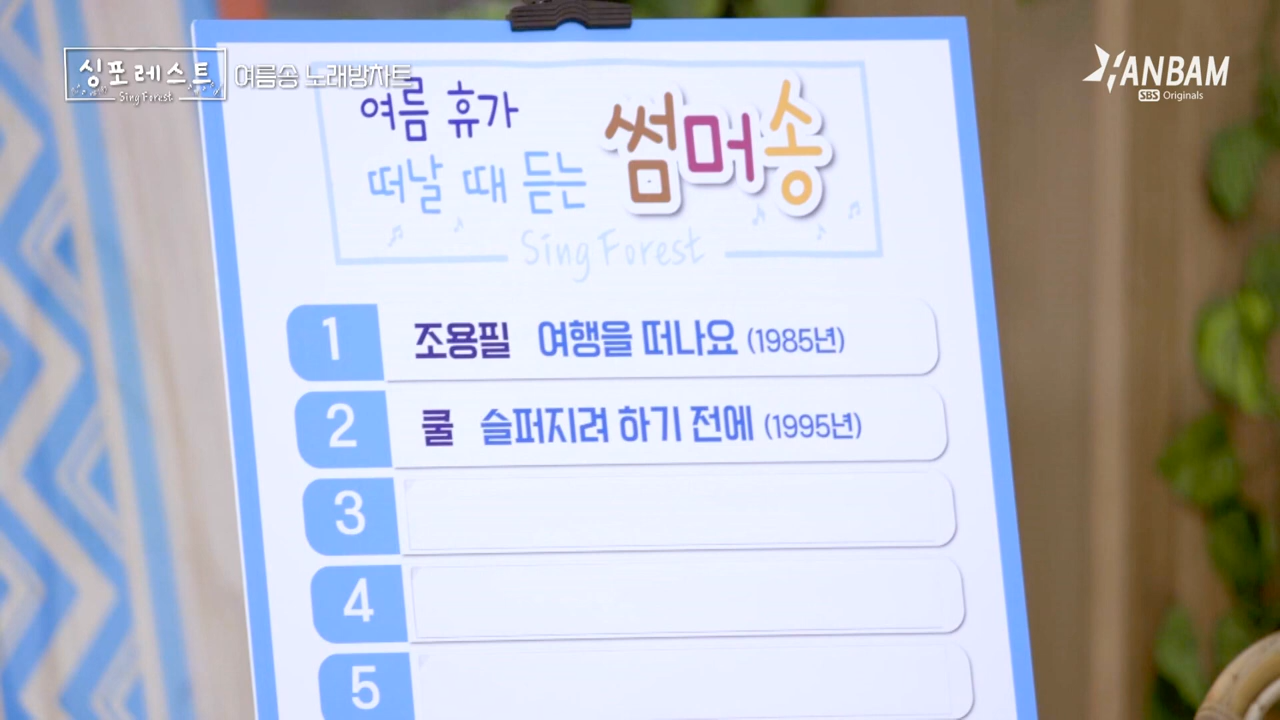 싱포레스트 여름송 노래방차트
Sing Forest
HANBAM
SBS Originals
여름 휴가
떠날 때 듣는 썸머송
Sing Forest
1 조용필 여행을 떠나요 (1985년)
2 쿨 슬퍼지려 하기 전에 (1995년)
3
4
5